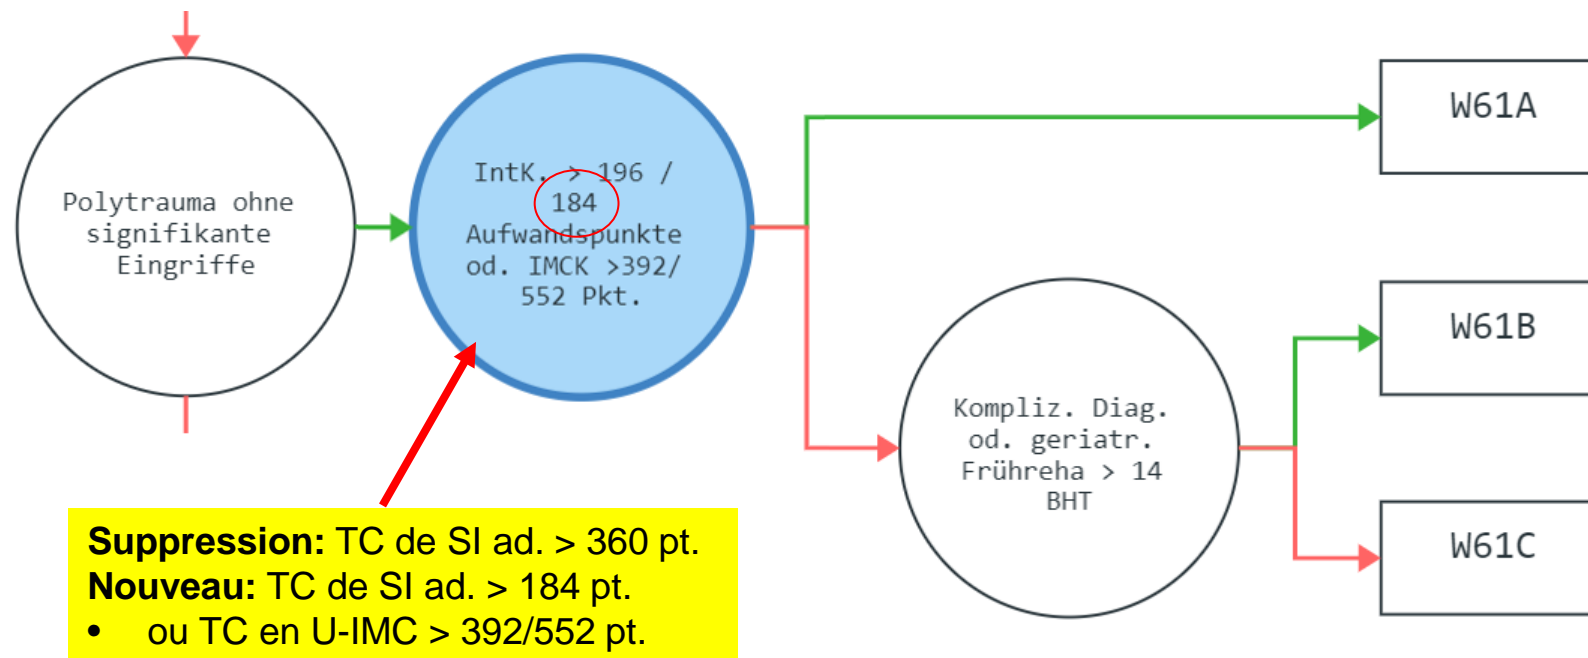 Polytrauma ohne
signifikante
Eingriffe
IntK. > 196 /
184
Aufwandspunkte
od. IMCK >392/
552 Pkt.
W61A
W61B
Kompliz. Diag.
od. geriatr.
Frühreha > 14
BHT
W61C
Suppression: TC de SI ad. > 360 pt.
Nouveau: TC de SI ad. > 184 pt.
• ou TC en U-IMC > 392/552 pt.